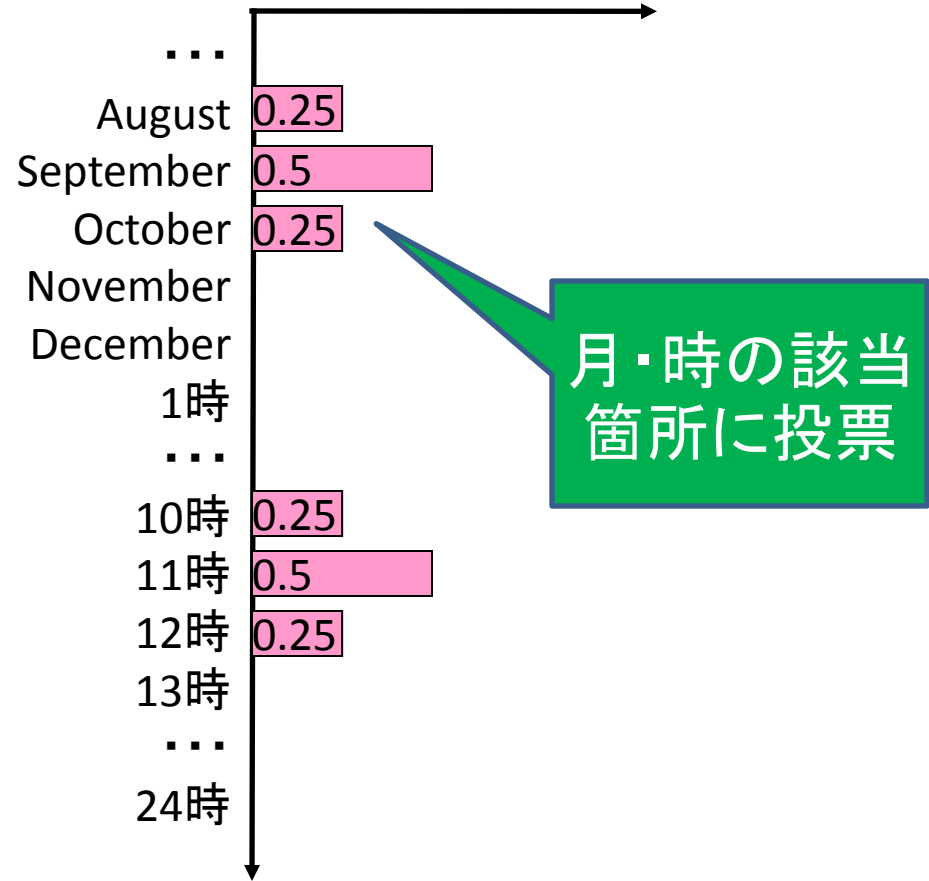 ...
August 0.25
September 0.5
October 0.25
November
December
1時
...
10時 0.25
11時 0.5
12時 0.25
13時
...
24時
月・時の該当
箇所に投票